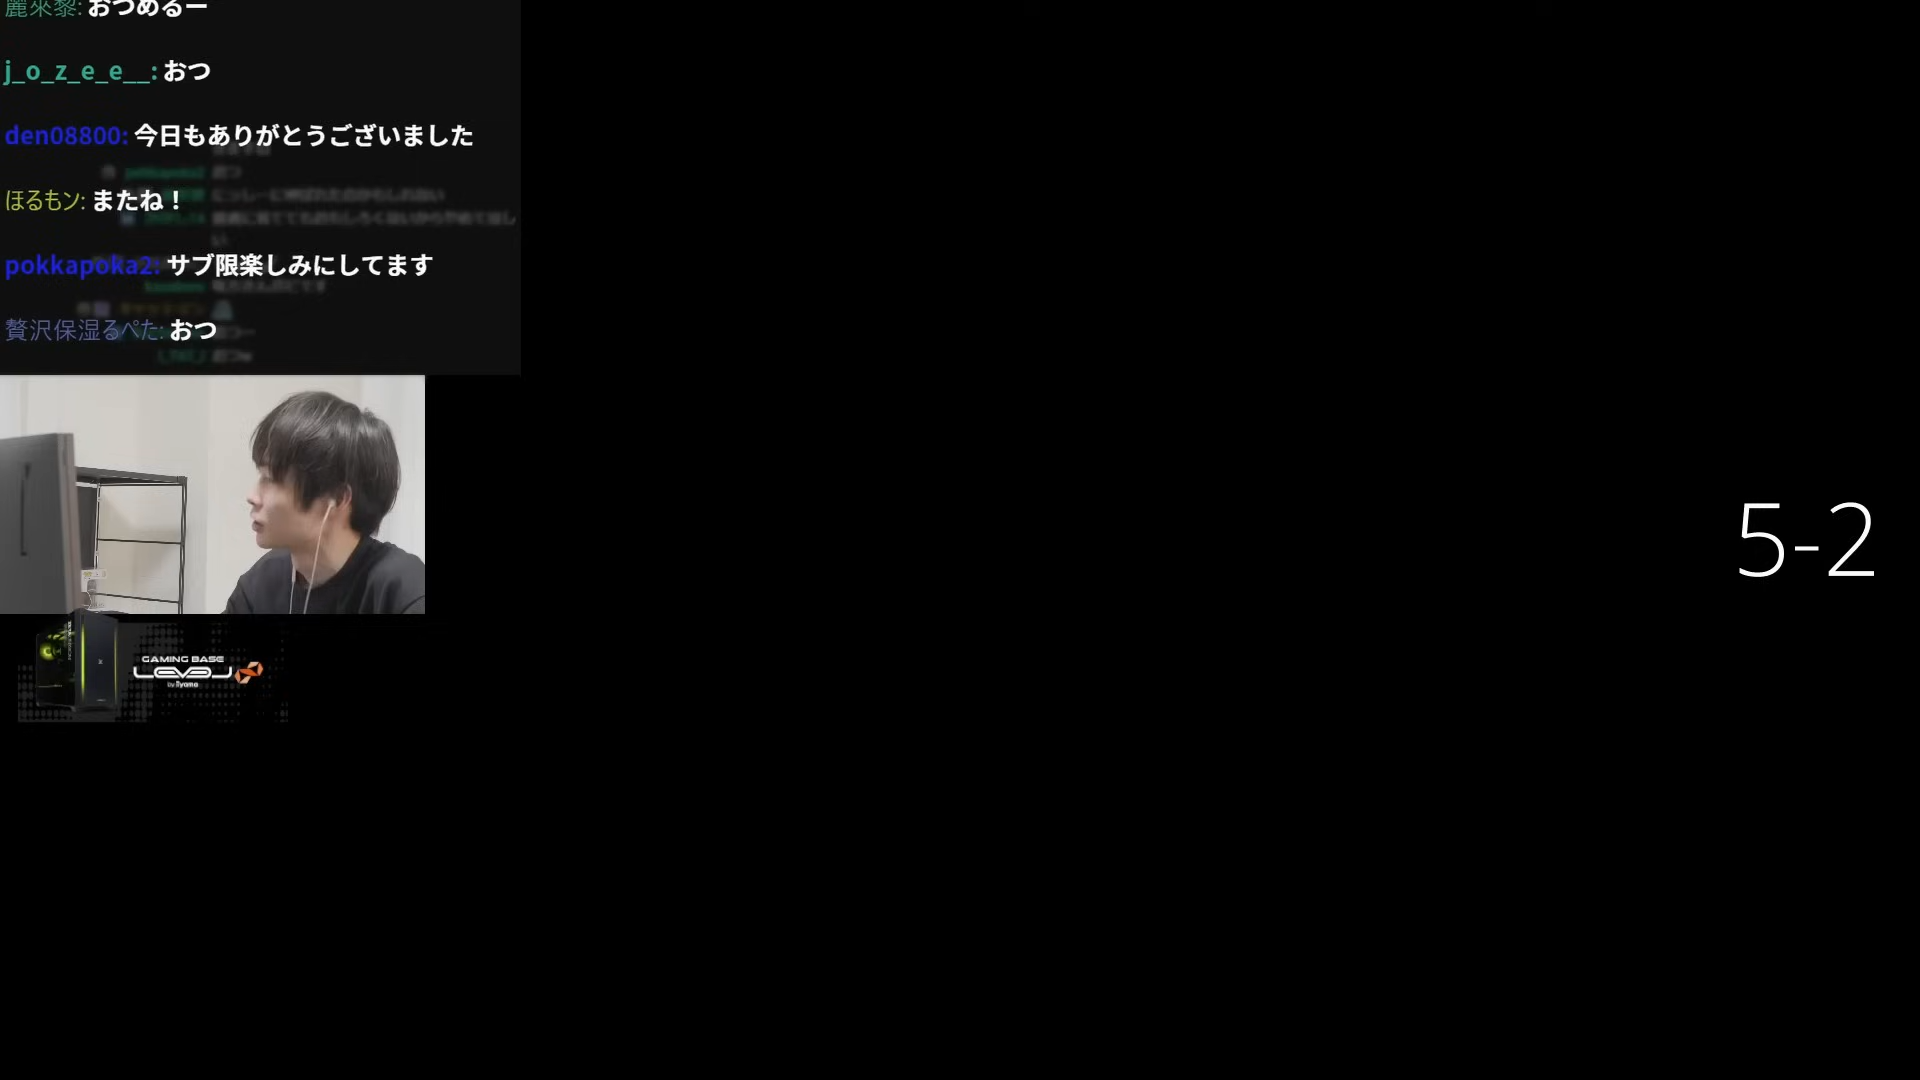 麗來黎: おつめるー
j_o_z_e_e__: おつ
den08800: 今日もありがとうございました
ほるもン: またね！
pokkapoka2: サブ限楽しみにしてます
贅沢保湿るぺた: おつ
5-2
GAMING BASE
LEVEL
by iiyama